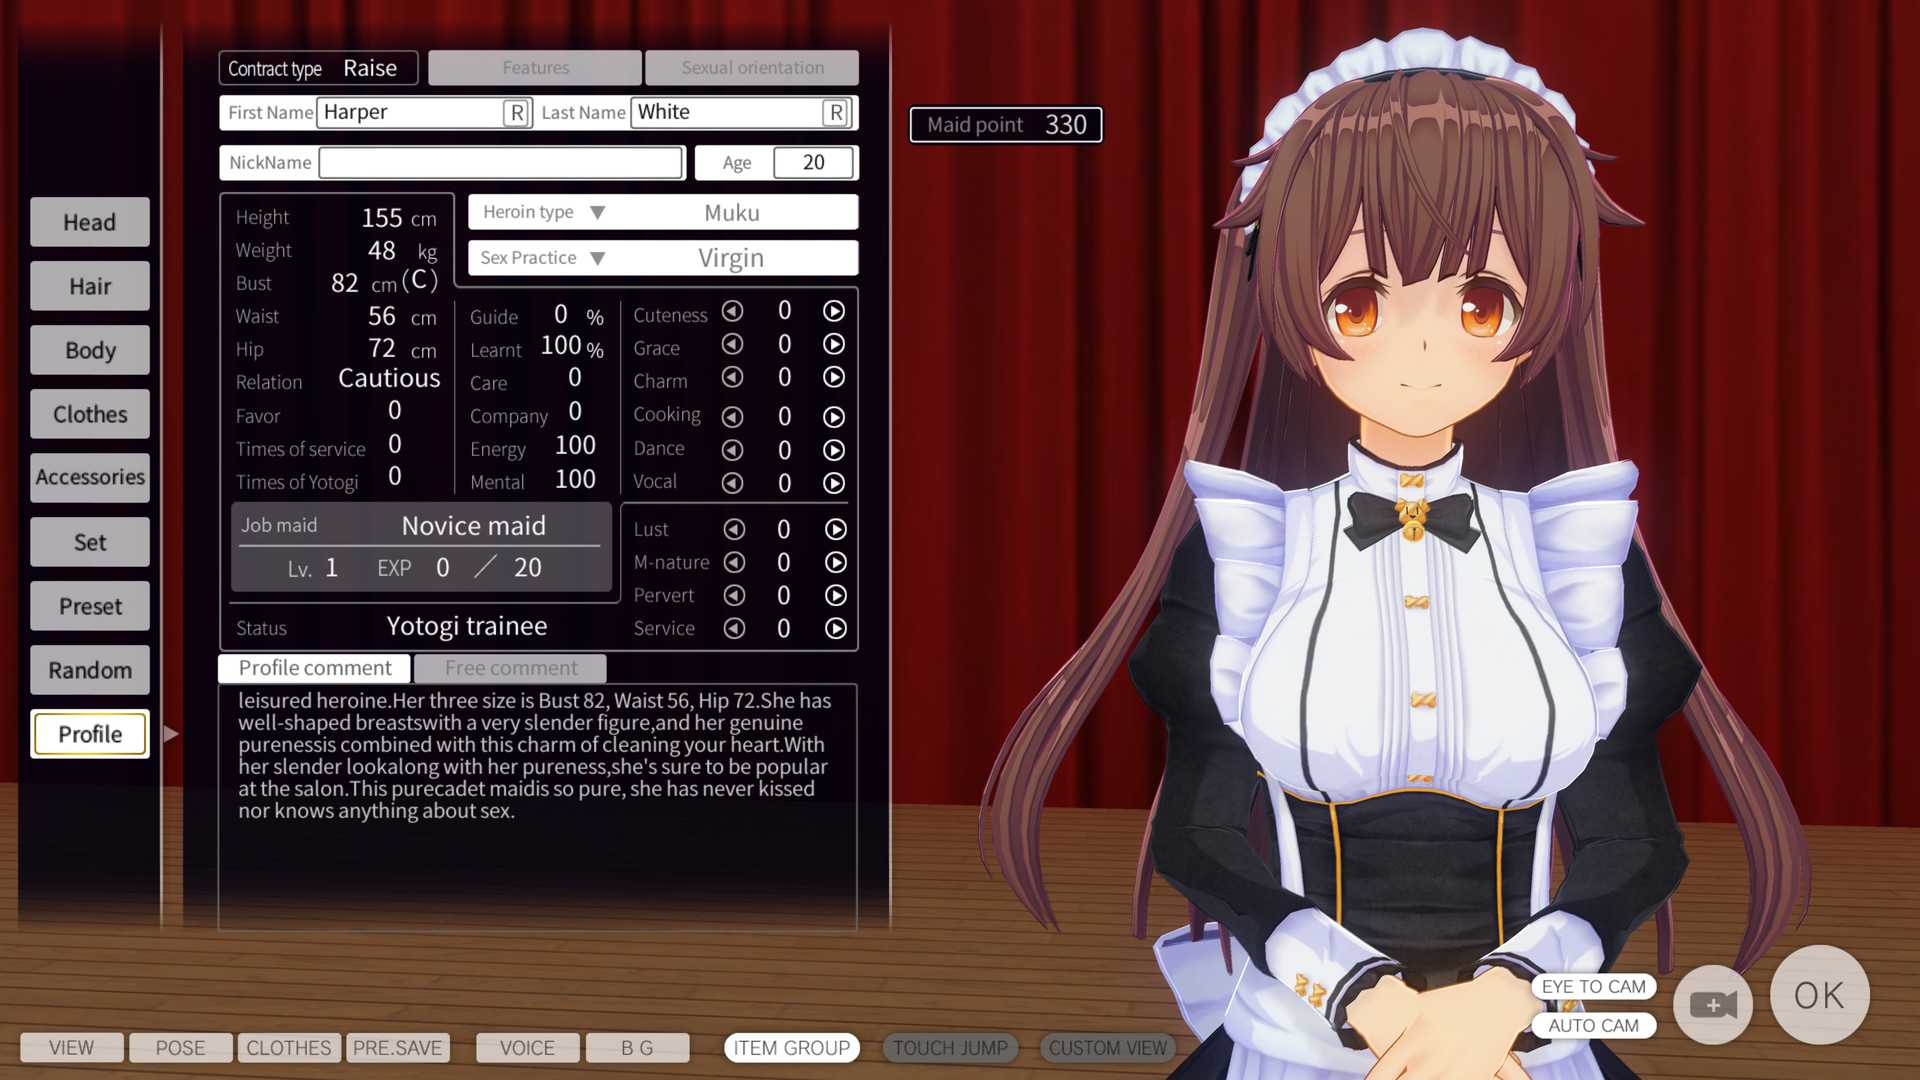 Contract type Raise Features Sexual orientation
First Name Harper R Last Name White R
Maid point 330
NickName Age 20
Head
Hair
Body
Clothes
Accessories
Set
Preset
Random
Profile
Height 155 cm
Weight 48 kg
Bust 82 cm (C)
Waist 56 cm
Hip 72 cm
Relation Cautious
Favor 0
Times of service 0
Times of Yotogi 0
Heroin type ▼ Muku
Sex Practice ▼ Virgin
Guide 0 %
Learnt 100 %
Care 0
Company 0
Energy 100
Mental 100
Cuteness 0
Grace 0
Charm 0
Cooking 0
Dance 0
Vocal 0
Job maid Novice maid
Lv. 1 EXP 0 / 20
Status Yotogi trainee
Lust 0
M-nature 0
Pervert 0
Service 0
Profile comment Free comment
leisured heroine.Her three size is Bust 82, Waist 56, Hip 72.She has
well-shaped breastswith a very slender figure,and her genuine
purenessis combined with this charm of cleaning your heart.With
her slender lookalong with her pureness,she's sure to be popular
at the salon.This purecadet maidis so pure, she has never kissed
nor knows anything about sex.
EYE TO CAM
AUTO CAM
OK
VIEW POSE CLOTHES PRE.SAVE VOICE B G ITEM GROUP TOUCH JUMP CUSTOM VIEW